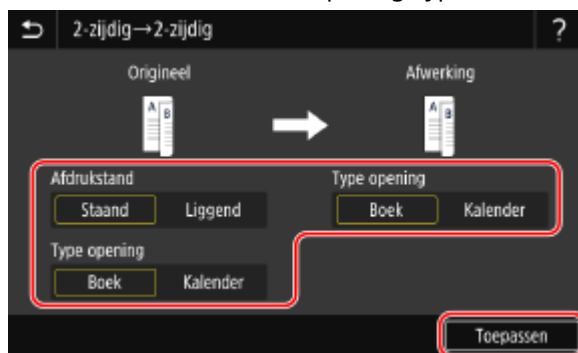 2-zijdig→2-zijdig ?
Origineel Afwerking
A B A B
Afdrukstand Type opening
Staand Liggend Boek Kalender
Type opening
Boek Kalender
Toepassen